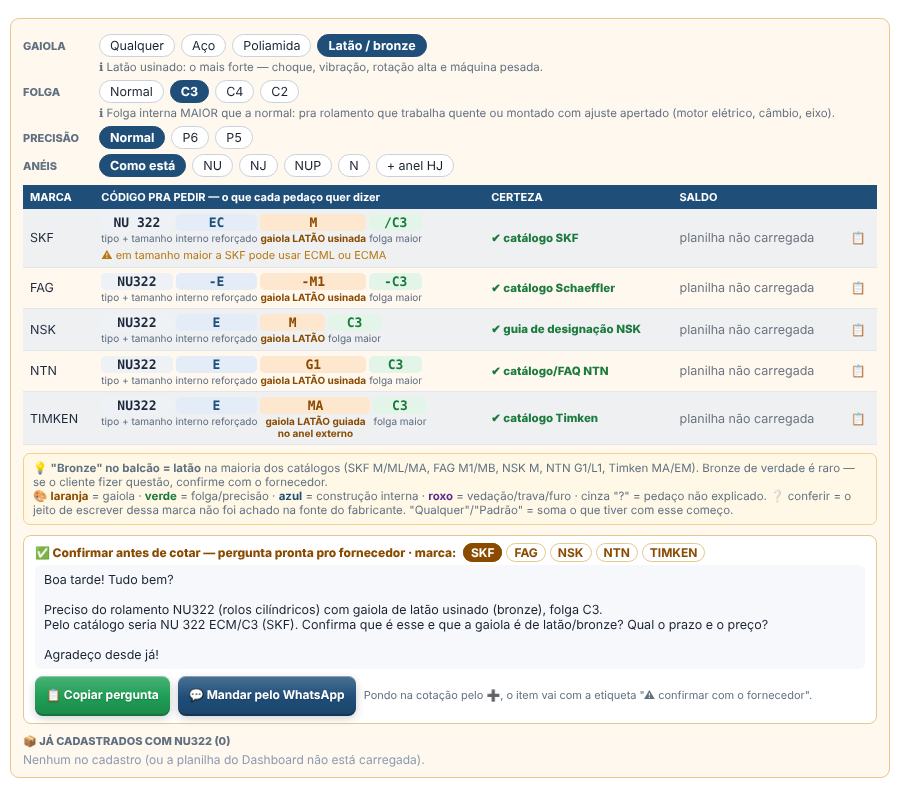 GAIOLA Qualquer Aço Poliamida Latão / bronze
ℹ Latão usinado: o mais forte — choque, vibração, rotação alta e máquina pesada.
FOLGA Normal C3 C4 C2
ℹ Folga interna MAIOR que a normal: pra rolamento que trabalha quente ou montado com ajuste apertado (motor elétrico, câmbio, eixo).
PRECISÃO Normal P6 P5
ANÉIS Como está NU NJ NUP N + anel HJ
MARCA CÓDIGO PRA PEDIR — o que cada pedaço quer dizer CERTEZA SALDO
SKF NU 322 EC M /C3 ✔ catálogo SKF planilha não carregada 📋
tipo + tamanho interno reforçado gaiola LATÃO usinada folga maior
⚠ em tamanho maior a SKF pode usar ECML ou ECMA
FAG NU322 -E -M1 -C3 ✔ catálogo Schaeffler planilha não carregada 📋
tipo + tamanho interno reforçado gaiola LATÃO usinada folga maior
NSK NU322 E M C3 ✔ guia de designação NSK planilha não carregada 📋
tipo + tamanho interno reforçado gaiola LATÃO folga maior
NTN NU322 E G1 C3 ✔ catálogo/FAQ NTN planilha não carregada 📋
tipo + tamanho interno reforçado gaiola LATÃO usinada folga maior
TIMKEN NU322 E MA C3 ✔ catálogo Timken planilha não carregada 📋
tipo + tamanho interno reforçado gaiola LATÃO guiada folga maior
no anel externo
💡 "Bronze" no balcão = latão na maioria dos catálogos (SKF M/ML/MA, FAG M1/MB, NSK M, NTN G1/L1, Timken MA/EM). Bronze de verdade é raro —
se o cliente fizer questão, confirme com o fornecedor.
🎨 laranja = gaiola · verde = folga/precisão · azul = construção interna · roxo = vedação/trava/furo · cinza "?" = pedaço não explicado. ❔ conferir = o
jeito de escrever dessa marca não foi achado na fonte do fabricante. "Qualquer"/"Padrão" = soma o que tiver com esse começo.
✅ Confirmar antes de cotar — pergunta pronta pro fornecedor · marca: SKF FAG NSK NTN TIMKEN
Boa tarde! Tudo bem?
Preciso do rolamento NU322 (rolos cilíndricos) com gaiola de latão usinado (bronze), folga C3.
Pelo catálogo seria NU 322 ECM/C3 (SKF). Confirma que é esse e que a gaiola é de latão/bronze? Qual o prazo e o preço?
Agradeço desde já!
📋 Copiar pergunta 💬 Mandar pelo WhatsApp Pondo na cotação pelo ➕, o item vai com a etiqueta "⚠ confirmar com o fornecedor".
📦 JÁ CADASTRADOS COM NU322 (0)
Nenhum no cadastro (ou a planilha do Dashboard não está carregada).